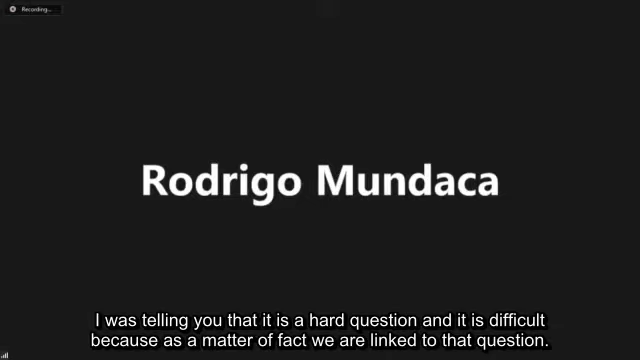 Recording...
Rodrigo Mundaca
I was telling you that it is a hard question and it is difficult
because as a matter of fact we are linked to that question.